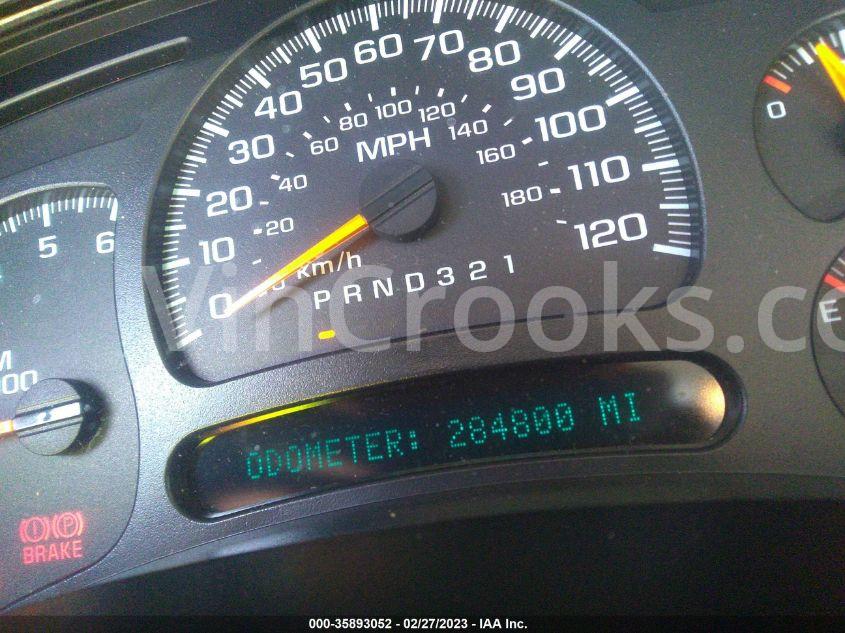 60 70 80
50 90
40 100
30 110
20 120
10
0
60 80 100 120 140
40 160
20 180
MPH
km/h
P R N D 3 2 1
5 6
0
E
ODOMETER: 284800 MI
BRAKE
VinCrooks.com
000-35893052 - 02/27/2023 - IAA Inc.